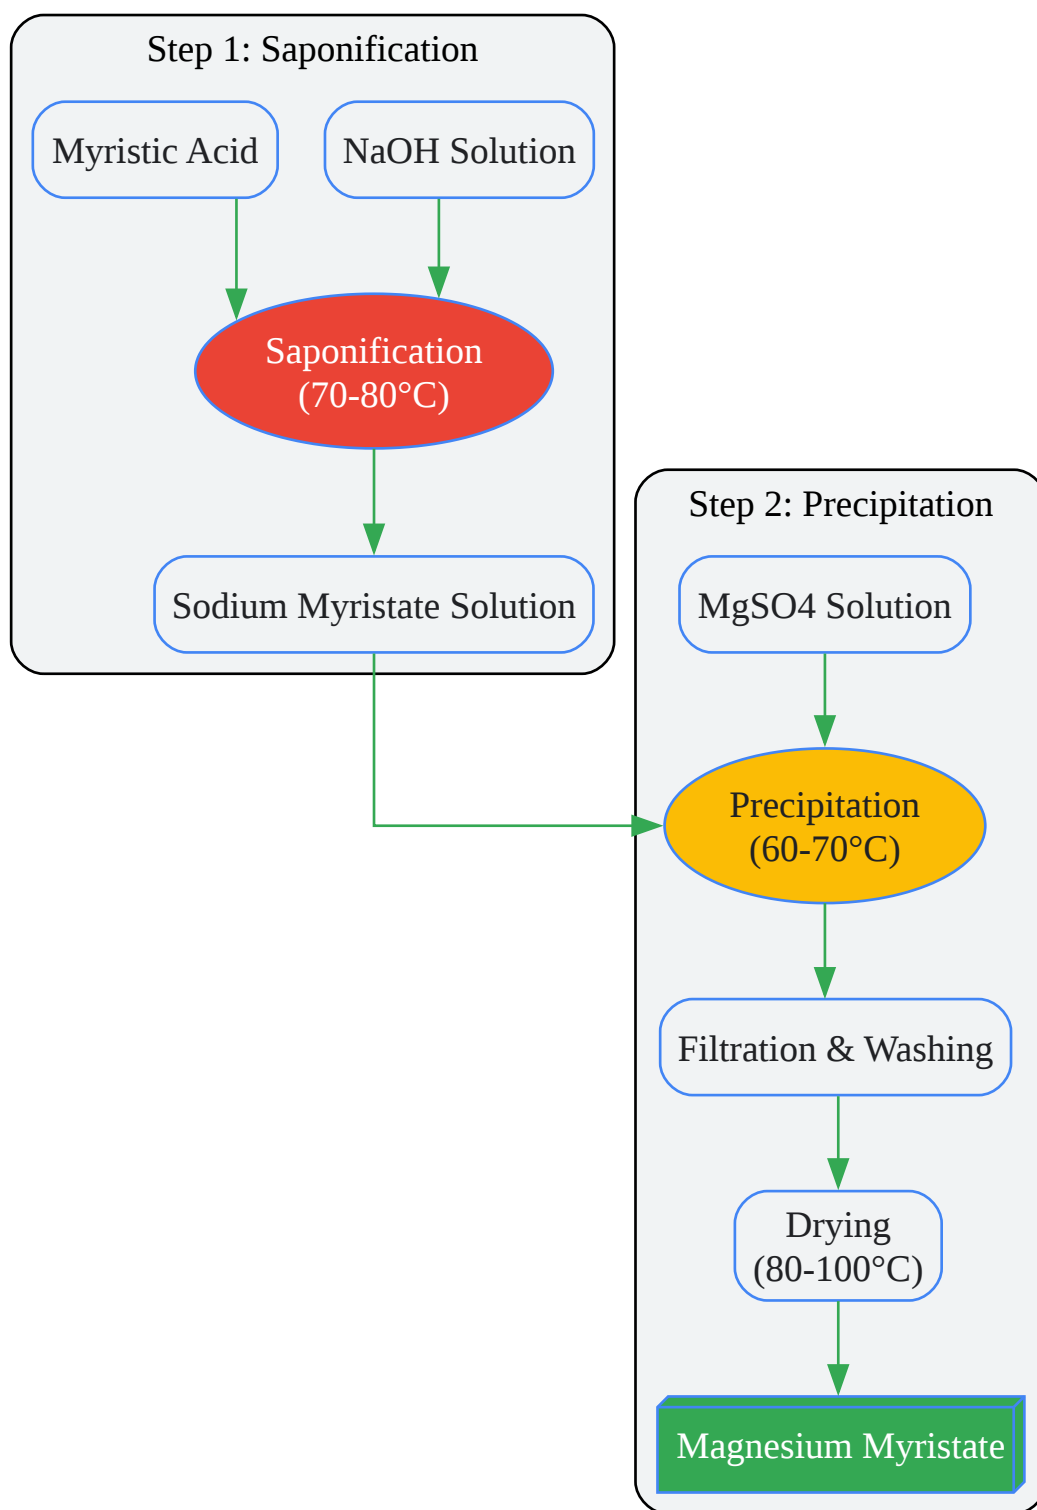 Step 1: Saponification
Myristic Acid
NaOH Solution
Saponification
(70-80°C)
Sodium Myristate Solution
Step 2: Precipitation
MgSO4 Solution
Precipitation
(60-70°C)
Filtration & Washing
Drying
(80-100°C)
Magnesium Myristate